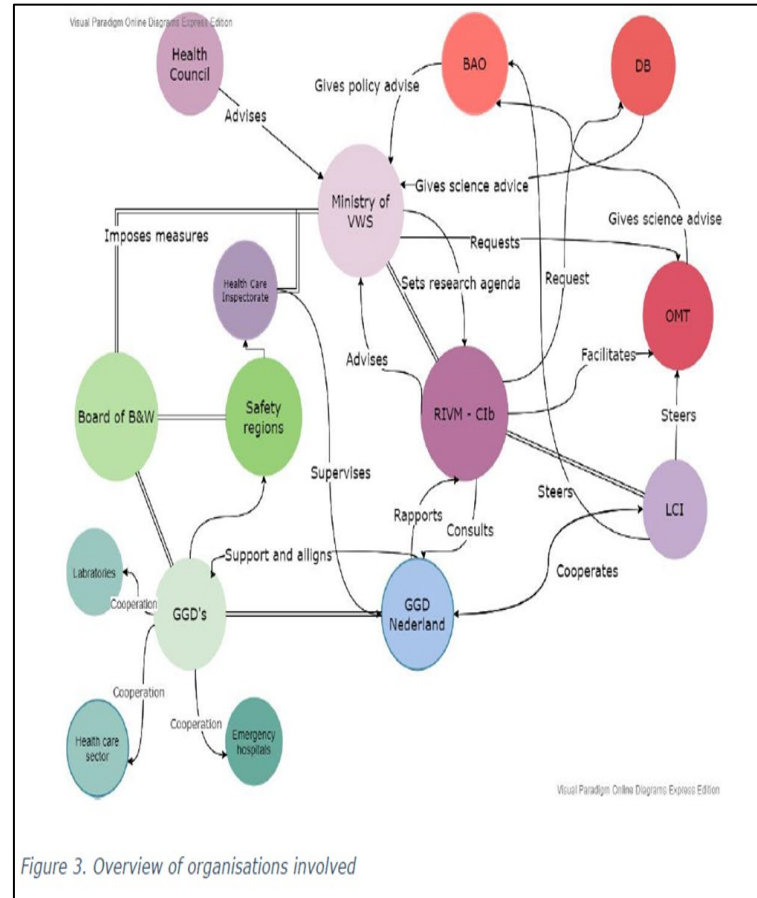 Visual Paradigm Online Diagrams Express Edition
Health
Council
BAO
DB
Gives policy advise
Advises
Ministry of
VWS
Gives science advice
Gives science advise
Imposes measures
Requests
Health Care
Inspectorate
Sets research agenda
Request
OMT
Advises
Facilitates
Board of B&W
Safety
regions
RIVM - CIb
Steers
Supervises
Steers
LCI
Rapports
Consults
Support and alligns
Cooperates
Labratories
Cooperation
GGD's
GGD
Nederland
Cooperation
Cooperation
Health care
sector
Emergency
hospitals
Visual Paradigm Online Diagrams Express Edition
Figure 3. Overview of organisations involved